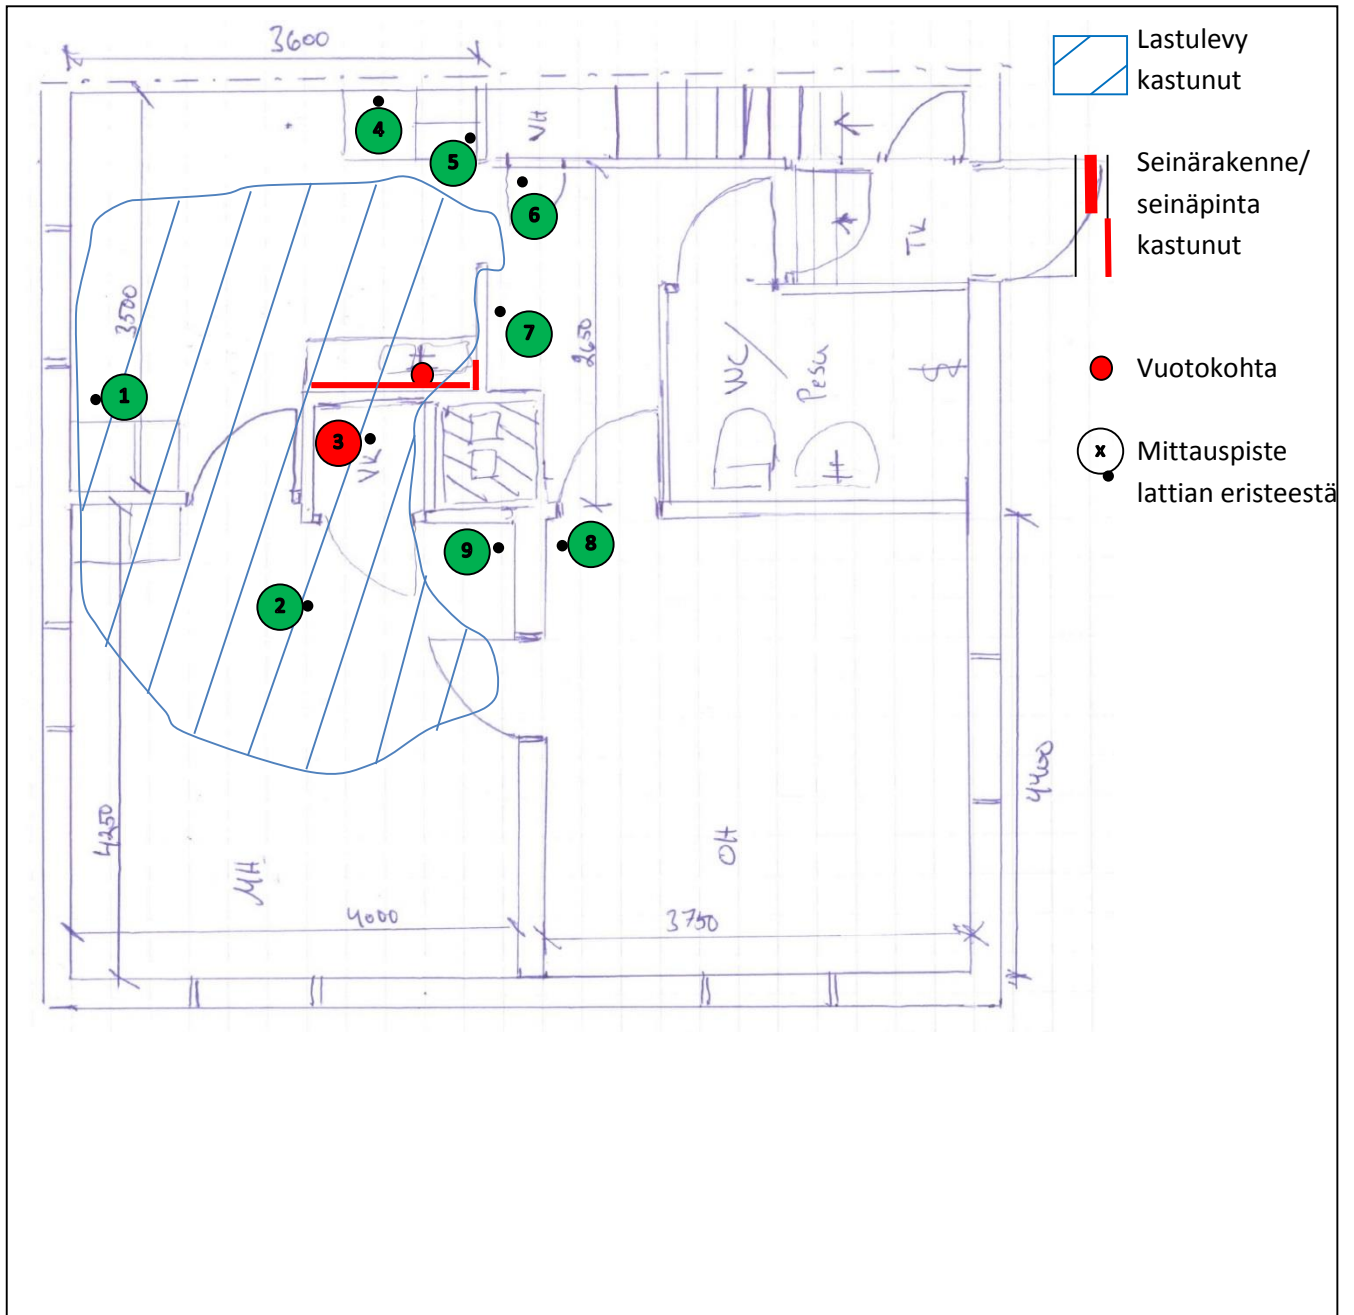 3600
Lastulevy
kastunut
4
5
VH
6
Seinärakenne/
seinäpinta
kastunut
TK
3500
7
2650
WC/
Pesu
Vuotokohta
1
3
VK
x Mittauspiste
lattian eristeestä
9
8
2
4250
4400
MH
OH
4000
3750